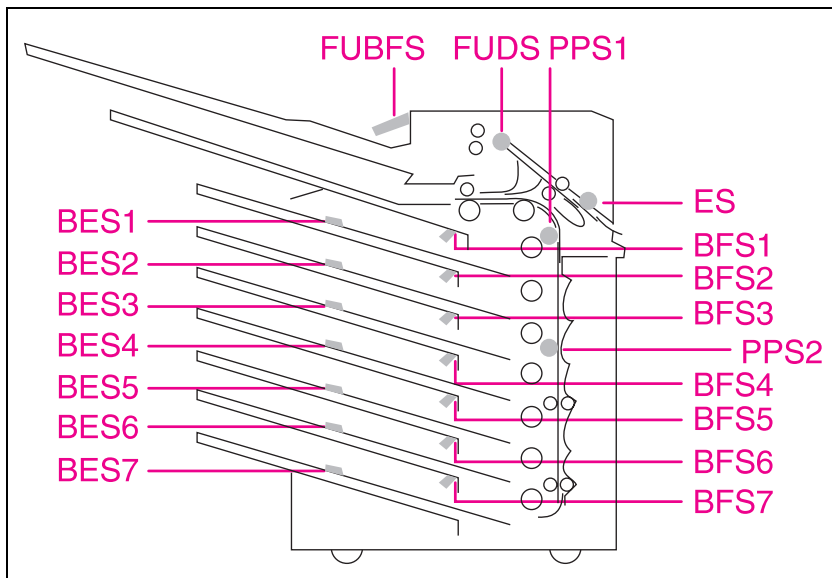 FUBFS FUDS PPS1
ES
BES1
BFS1
BES2
BFS2
BES3
BFS3
BES4
PPS2
BES5
BFS4
BFS5
BES6
BFS6
BES7
BFS7